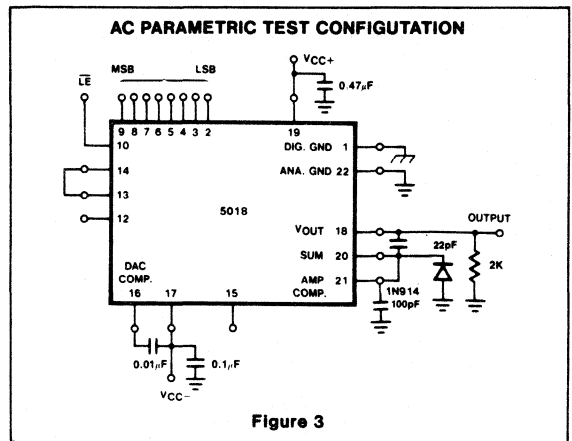 AC PARAMETRIC TEST CONFIGUTATION
VCC+
0.47µF
LE
MSB LSB
9 8 7 6 5 4 3 2 19
10 DIG. GND 1
14 ANA. GND 22
13
12 5018
VOUT 18 OUTPUT
22pF
SUM 20
2K
DAC COMP. AMP COMP. 21
1N914
100pF
16 17 15
0.01µF 0.1µF
VCC−
Figure 3